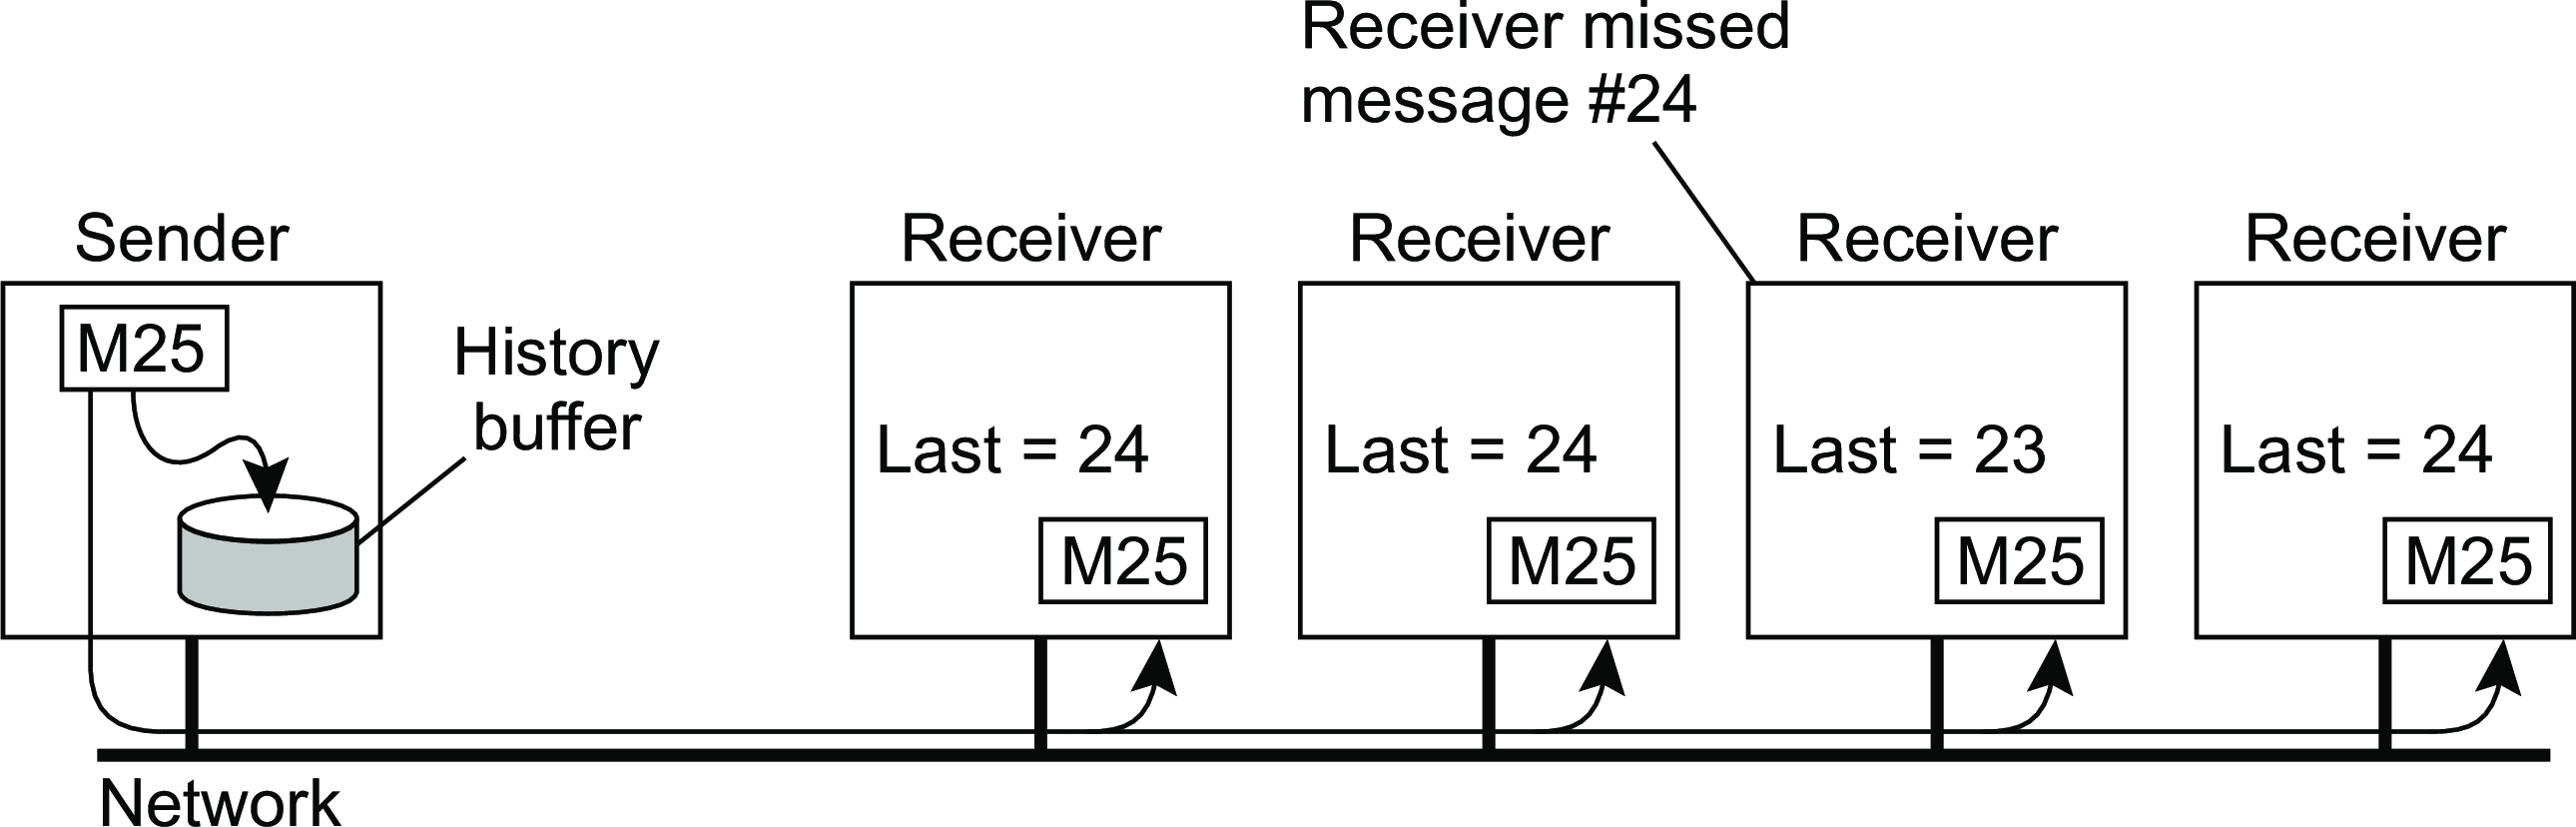 Receiver missed
message #24
Sender
Receiver
Receiver
Receiver
Receiver
M25
History
buffer
Last = 24
Last = 24
Last = 23
Last = 24
M25
M25
M25
M25
Network